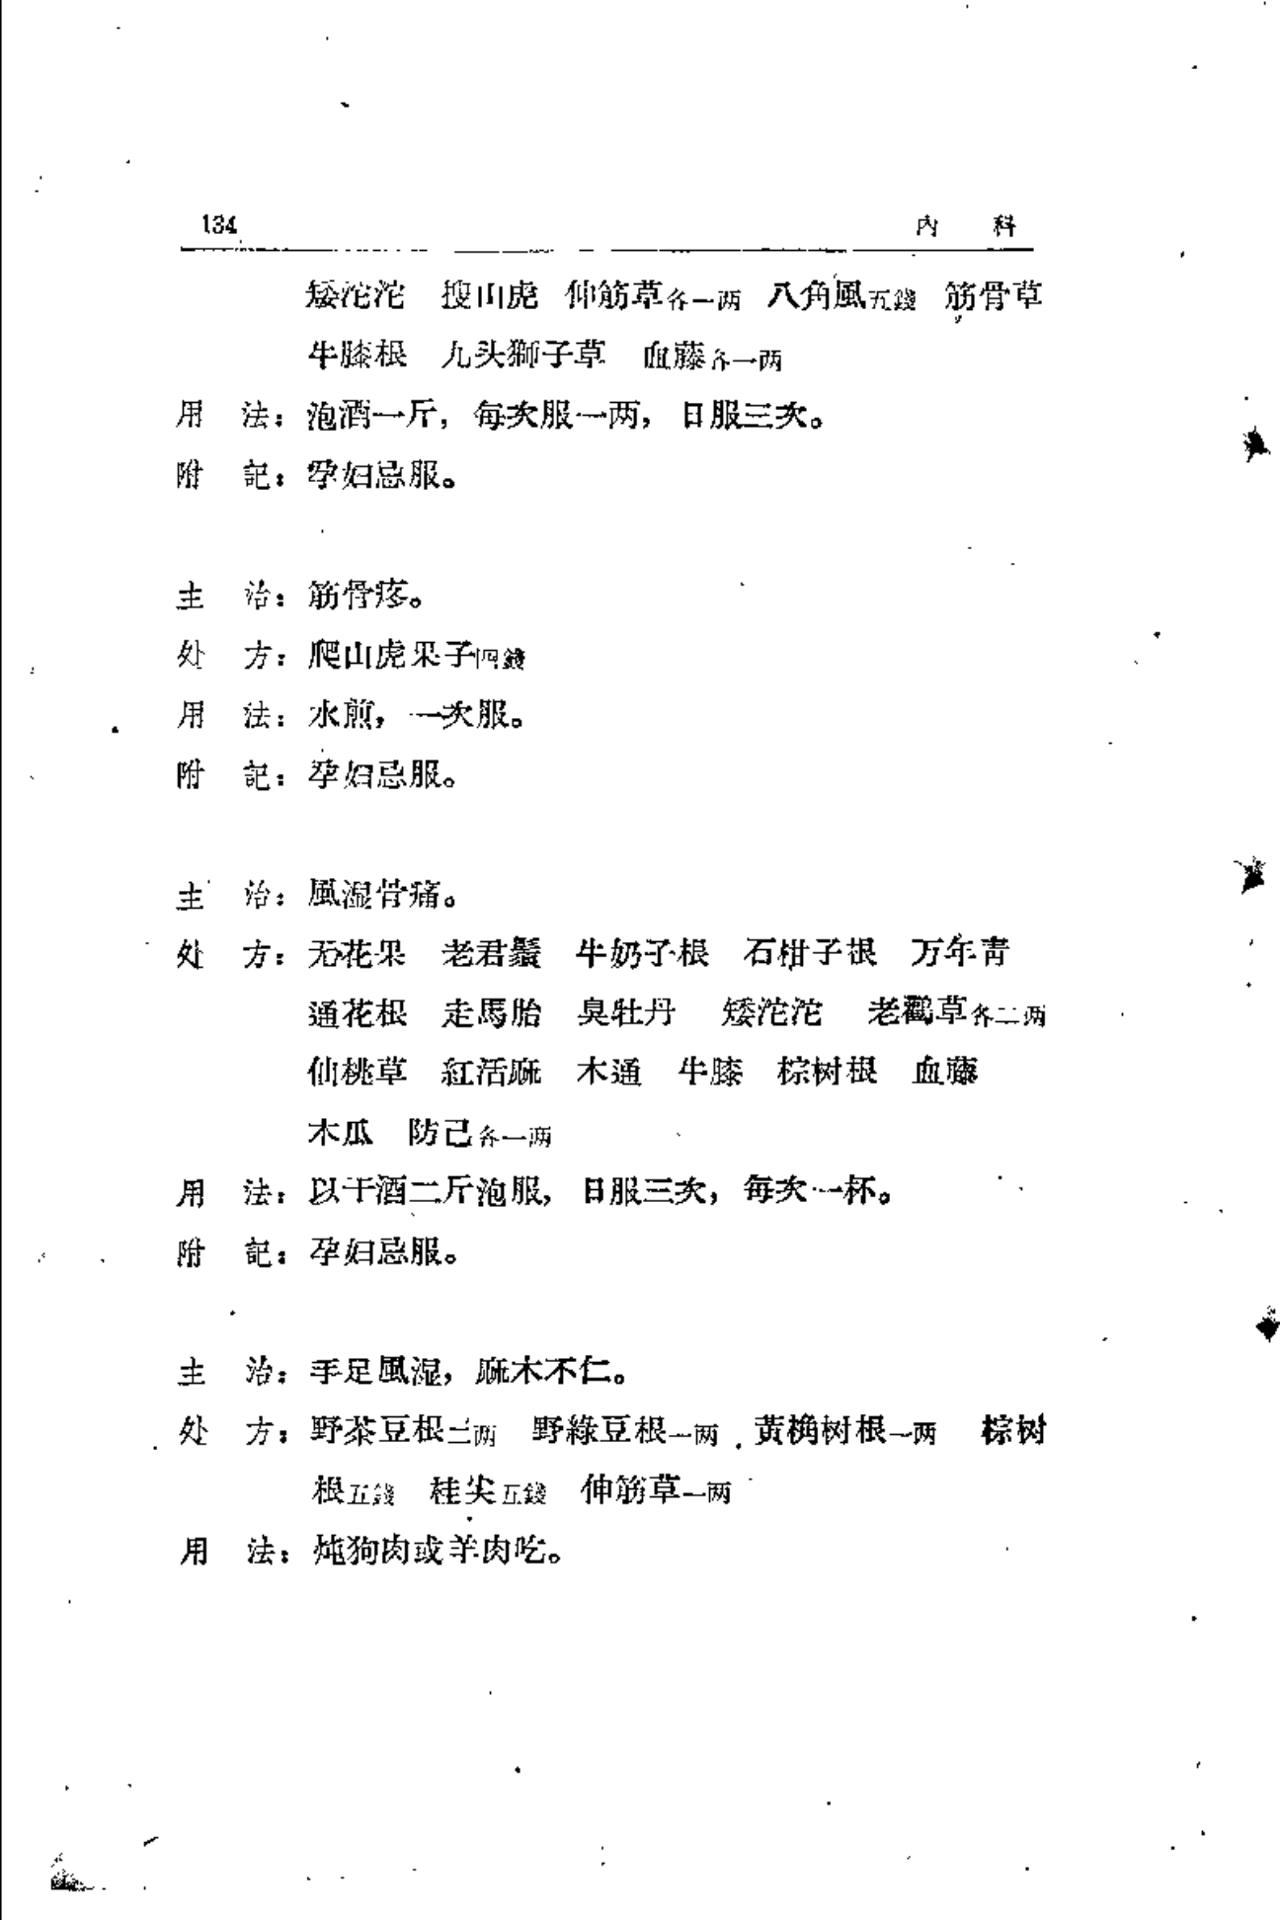 134 內 科
矮沱沱 搜山虎 伸筋草各一两 八角風五錢 筋骨草
牛膝根 九头獅子草 血藤各一两
用 法：泡酒一斤，每次服一两，日服三次。
附 記：孕妇忌服。
主 治：筋骨疼。
处 方：爬山虎果子四錢
用 法：水煎，一次服。
附 記：孕妇忌服。
主 治：風湿骨痛。
处 方：无花果 老君鬚 牛奶子根 石柑子根 万年青
通花根 走馬胎 臭牡丹 矮沱沱 老鸛草各二两
仙桃草 紅活麻 木通 牛膝 棕树根 血藤
木瓜 防己各一两
用 法：以干酒二斤泡服，日服三次，每次一杯。
附 記：孕妇忌服。
主 治：手足風湿，麻木不仁。
处 方：野茶豆根二两 野綠豆根一两 黃桷树根一两 棕树
根五錢 桂尖五錢 伸筋草一两
用 法：炖狗肉或羊肉吃。